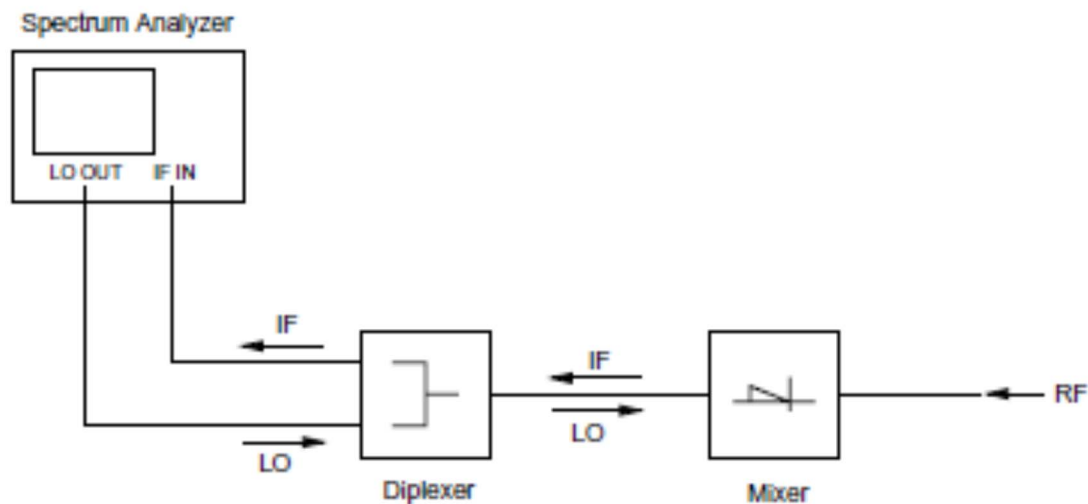 Spectrum Analyzer
LO OUT IF IN
IF
IF
RF
LO
LO
Diplexer
Mixer